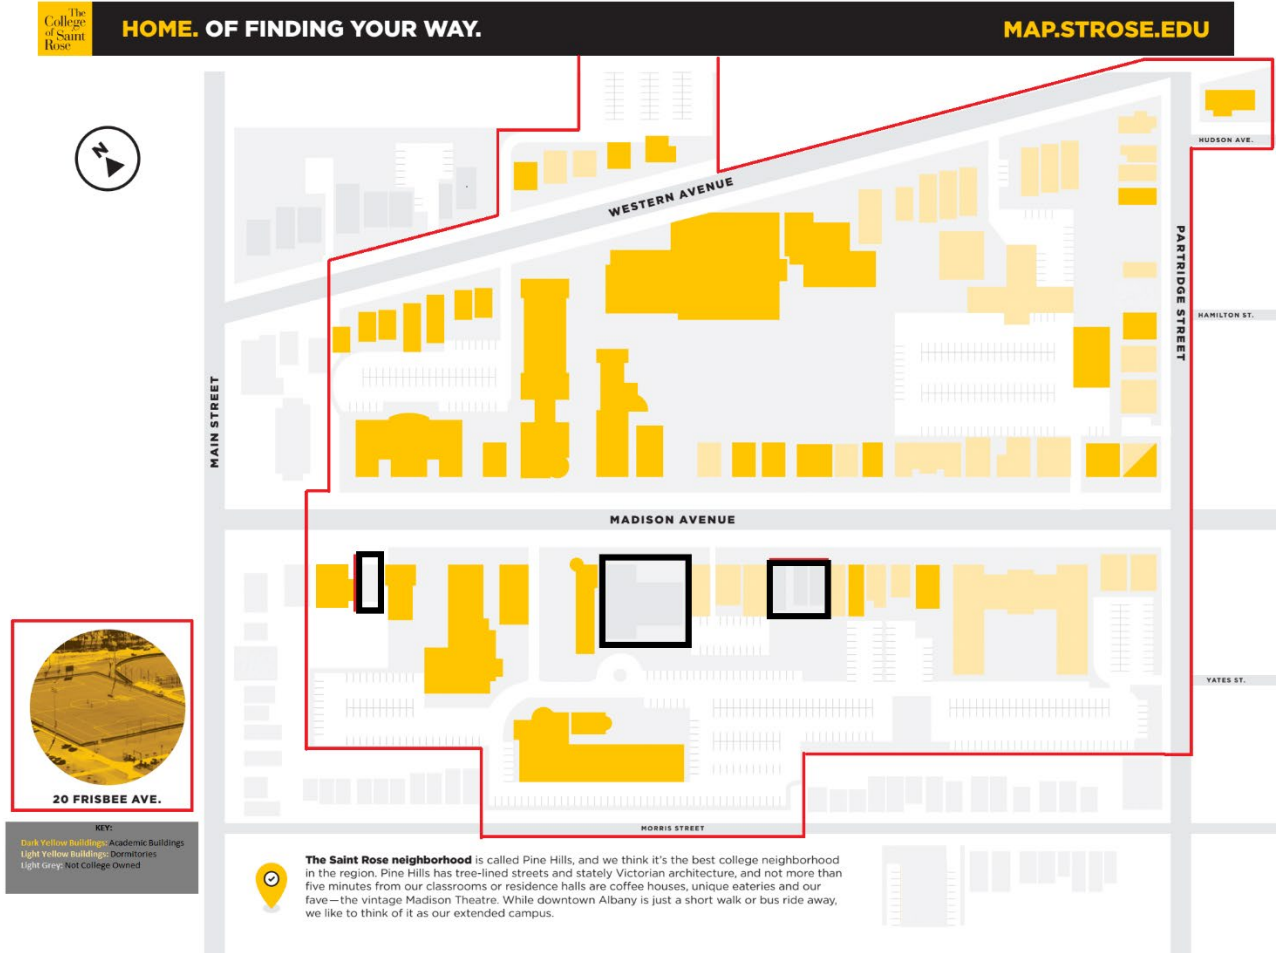 The
College
of Saint
Rose
HOME. OF FINDING YOUR WAY.
MAP.STROSE.EDU
N
HUDSON AVE.
WESTERN AVENUE
PARTRIDGE STREET
HAMILTON ST.
MAIN STREET
MADISON AVENUE
YATES ST.
20 FRISBEE AVE.
KEY:
Dark Yellow Buildings: Academic Buildings
Light Yellow Buildings: Dormitories
Light Grey: Not College Owned
MORRIS STREET
The Saint Rose neighborhood is called Pine Hills, and we think it's the best college neighborhood
in the region. Pine Hills has tree-lined streets and stately Victorian architecture, and not more than
five minutes from our classrooms or residence halls are coffee houses, unique eateries and our
fave—the vintage Madison Theatre. While downtown Albany is just a short walk or bus ride away,
we like to think of it as our extended campus.